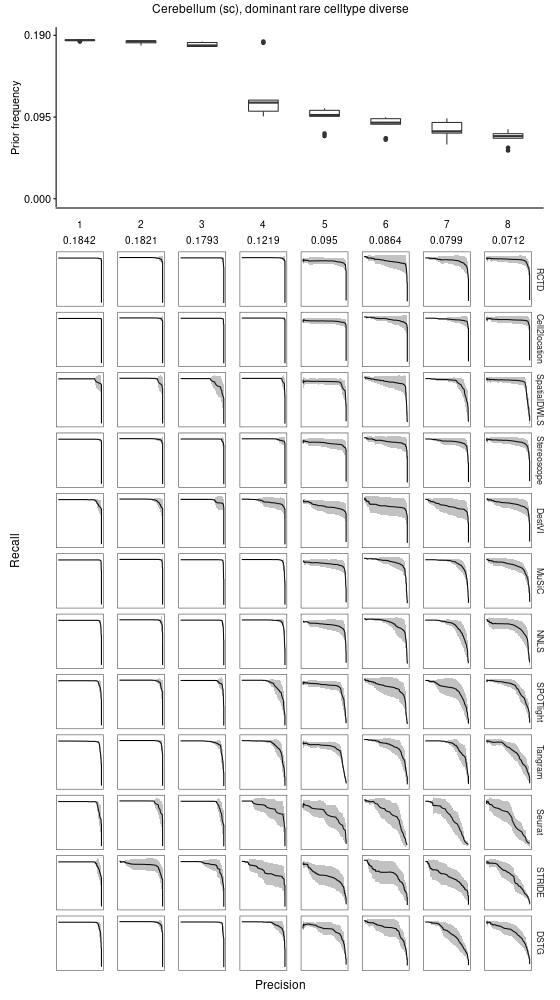 Cerebellum (sc), dominant rare celltype diverse
Prior frequency
0.190
0.095
0.000
1 2 3 4 5 6 7 8
0.1842 0.1821 0.1793 0.1219 0.095 0.0864 0.0799 0.0712
RCTD
Cell2location
SpatialDWLS
Stereoscope
DestVI
MuSiC
NNLS
SPOTlight
Tangram
Seurat
STRIDE
DSTG
Recall
Precision